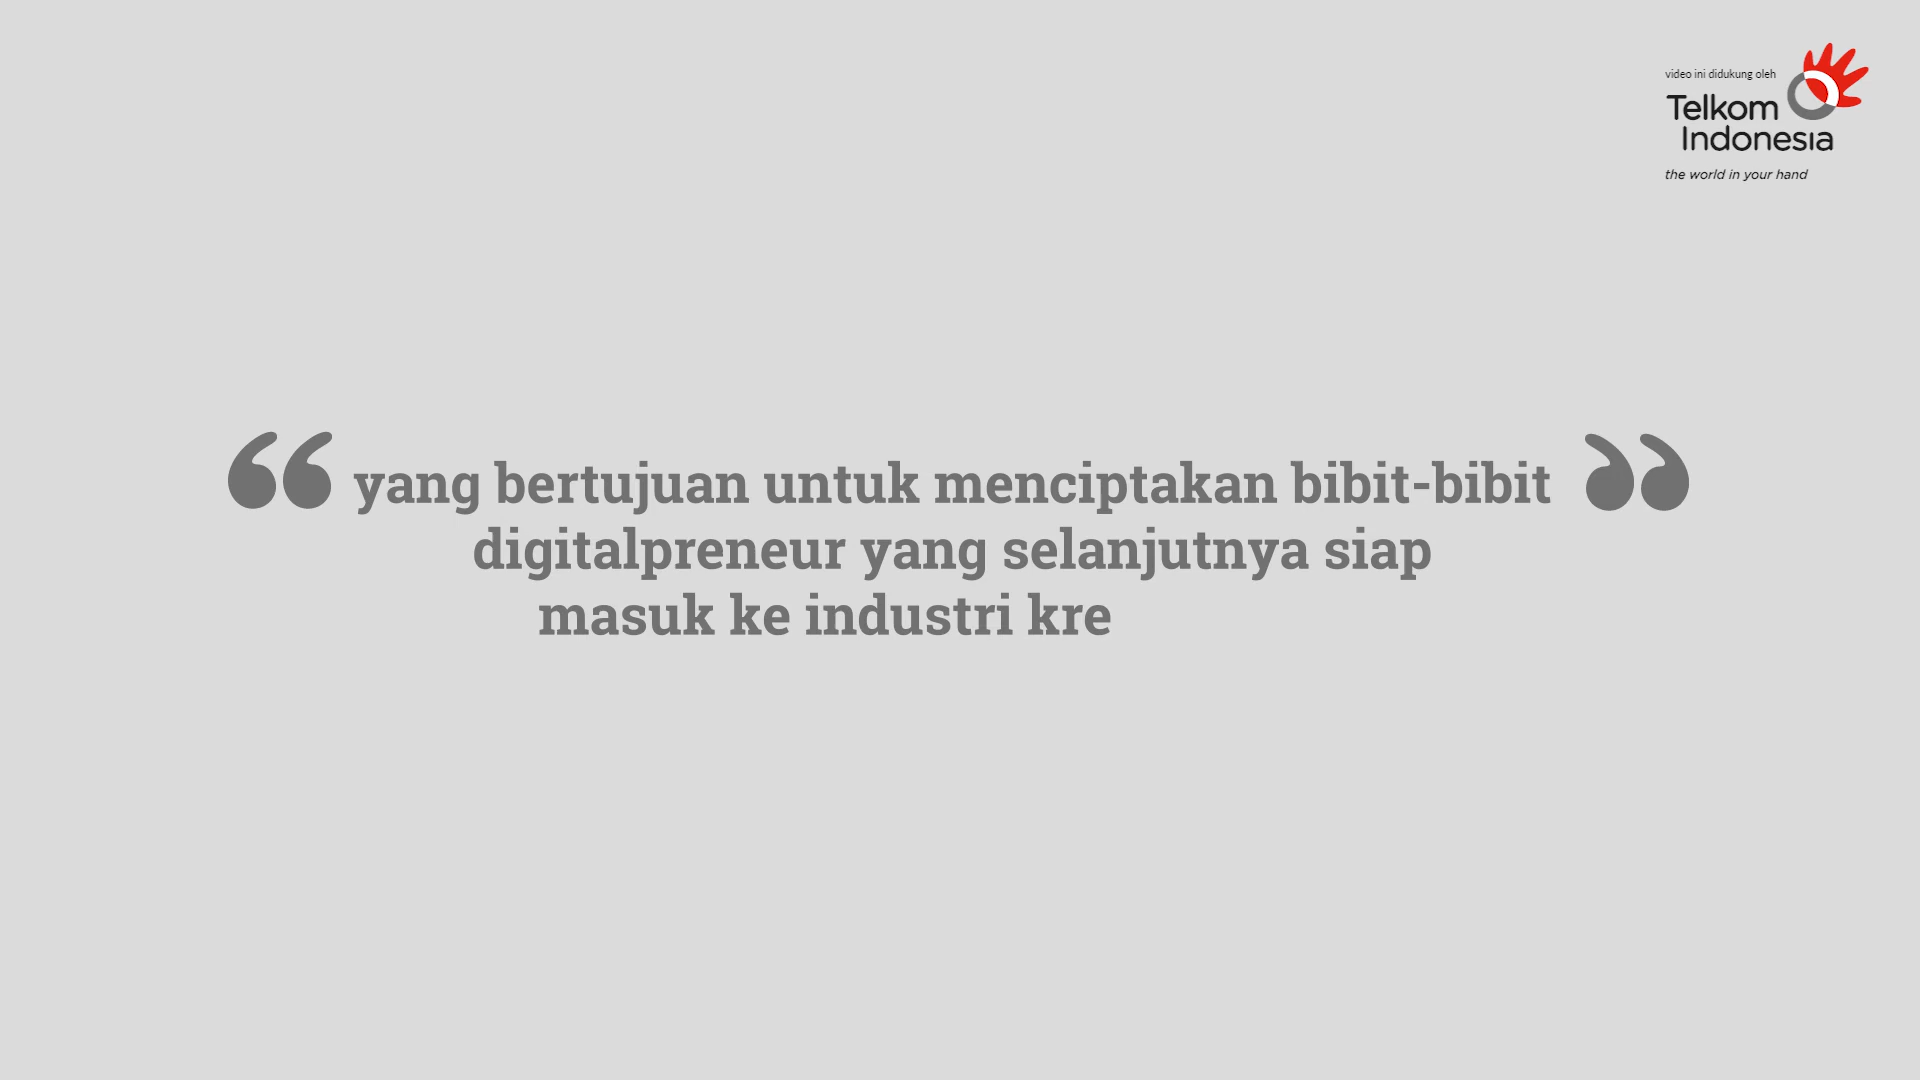 video ini didukung oleh
Telkom
Indonesia
the world in your hand
“ yang bertujuan untuk menciptakan bibit-bibit ”
digitalpreneur yang selanjutnya siap
masuk ke industri kre